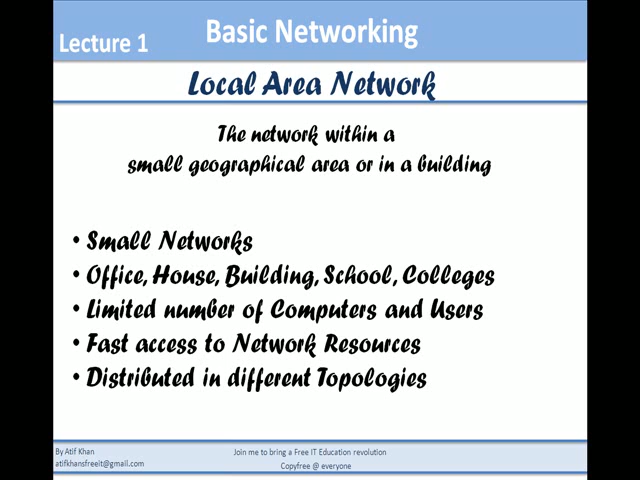 Lecture 1
Basic Networking
Local Area Network
The network within a
small geographical area or in a building
• Small Networks
• Office, House, Building, School, Colleges
• Limited number of Computers and Users
• Fast access to Network Resources
• Distributed in different Topologies
By Atif Khan
atifkhansfreeit@gmail.com
Join me to bring a Free IT Education revolution
Copyfree @ everyone